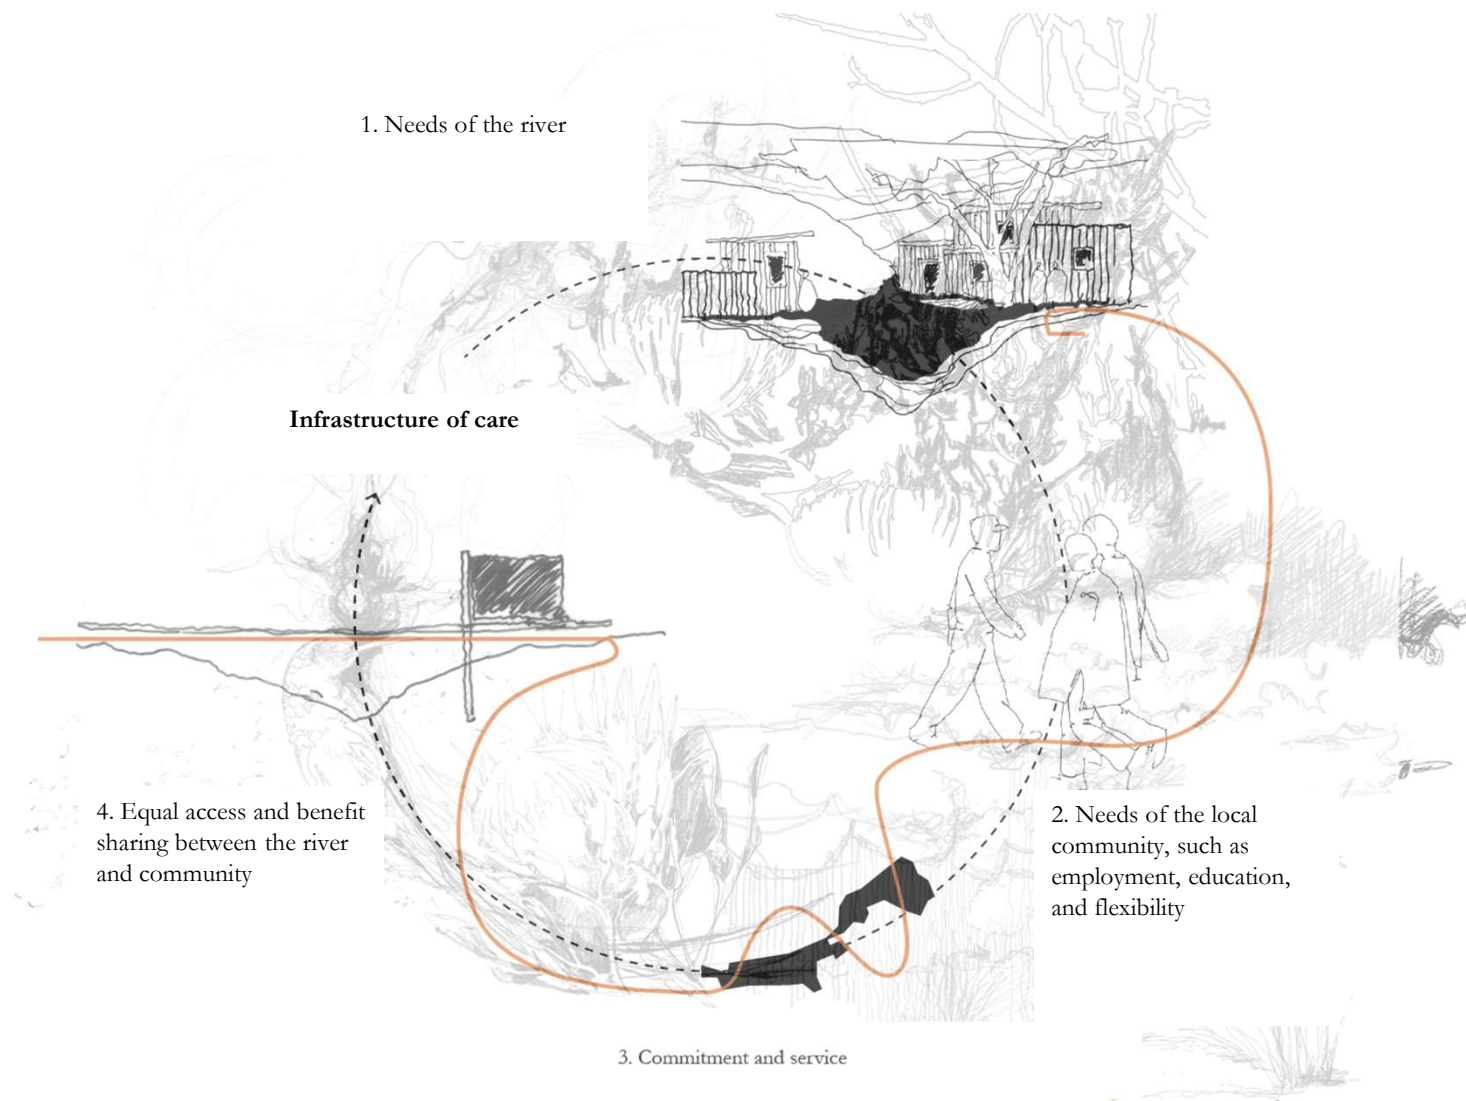 1. Needs of the river
Infrastructure of care
4. Equal access and benefit
sharing between the river
and community
2. Needs of the local
community, such as
employment, education,
and flexibility
3. Commitment and service